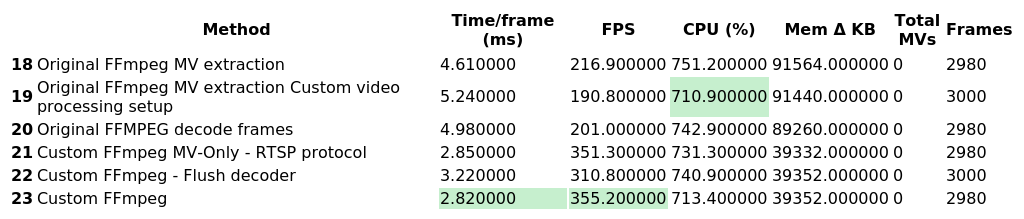 Method Time/frame (ms) FPS CPU (%) Mem Δ KB Total MVs Frames
18 Original FFmpeg MV extraction 4.610000 216.900000 751.200000 91564.000000 0 2980
19 Original FFmpeg MV extraction Custom video processing setup 5.240000 190.800000 710.900000 91440.000000 0 3000
20 Original FFMPEG decode frames 4.980000 201.000000 742.900000 89260.000000 0 2980
21 Custom FFmpeg MV-Only - RTSP protocol 2.850000 351.300000 731.300000 39332.000000 0 2980
22 Custom FFmpeg - Flush decoder 3.220000 310.800000 740.900000 39352.000000 0 3000
23 Custom FFmpeg 2.820000 355.200000 713.400000 39352.000000 0 2980